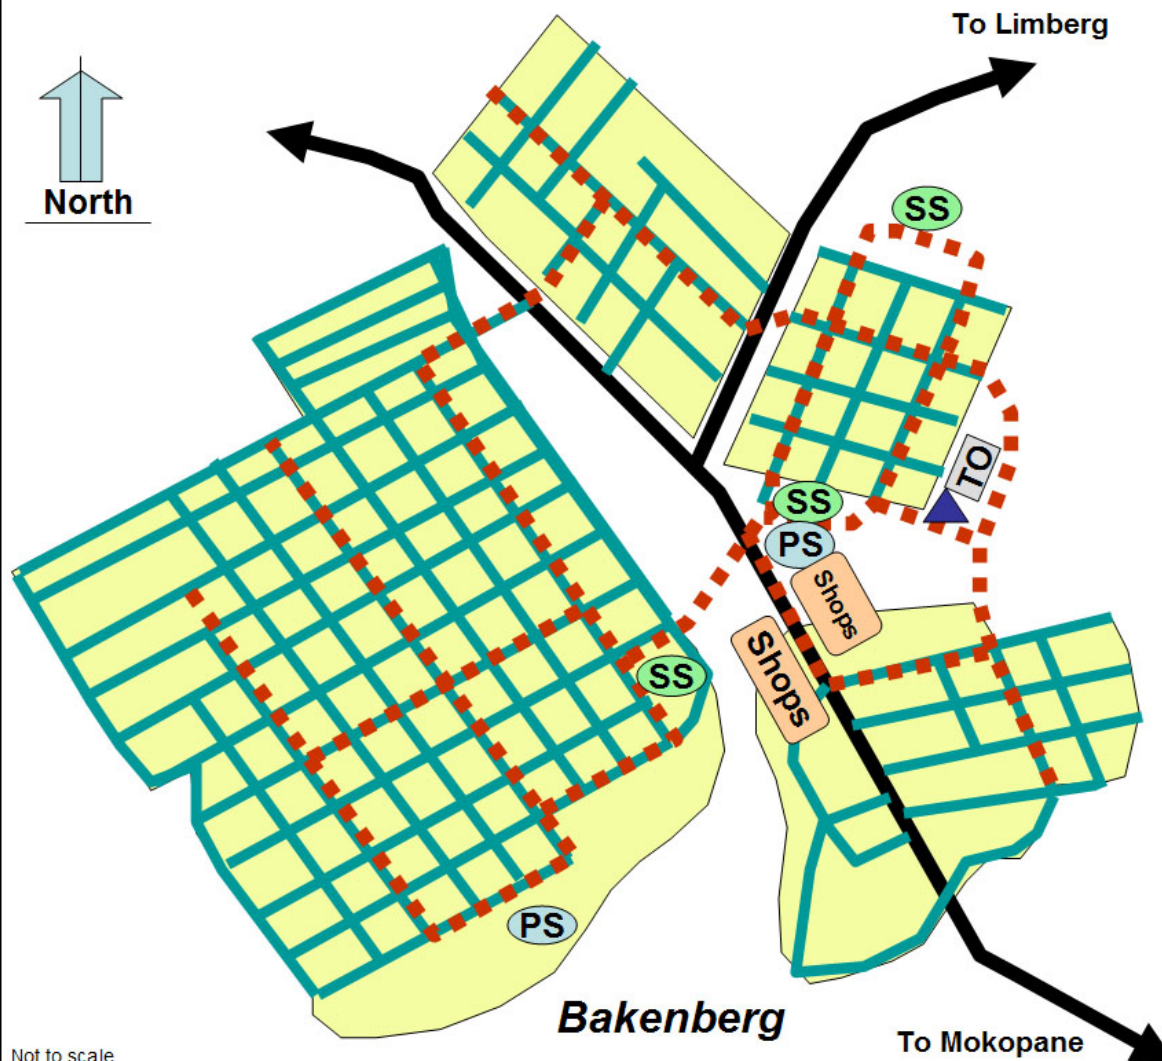 To Limberg
North
SS
TO
SS
PS
Shops
Shops
SS
PS
Bakenberg
To Mokopane
Not to scale